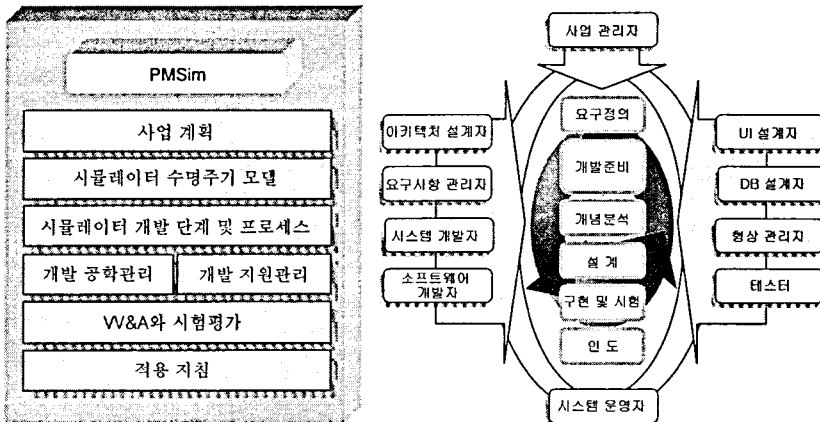 PMSim
사업 계획
시뮬레이터 수명주기 모델
시뮬레이터 개발 단계 및 프로세스
개발 공학관리
개발 지원관리
VV&A와 시험평가
적용 지침
사업 관리자
아키텍처 설계자
요구사항 관리자
시스템 개발자
소프트웨어
개발자
요구정의
개발준비
개념분석
설 계
구현 및 시험
인 도
UI 설계자
DB 설계자
형상 관리자
테스터
시스템 운영자